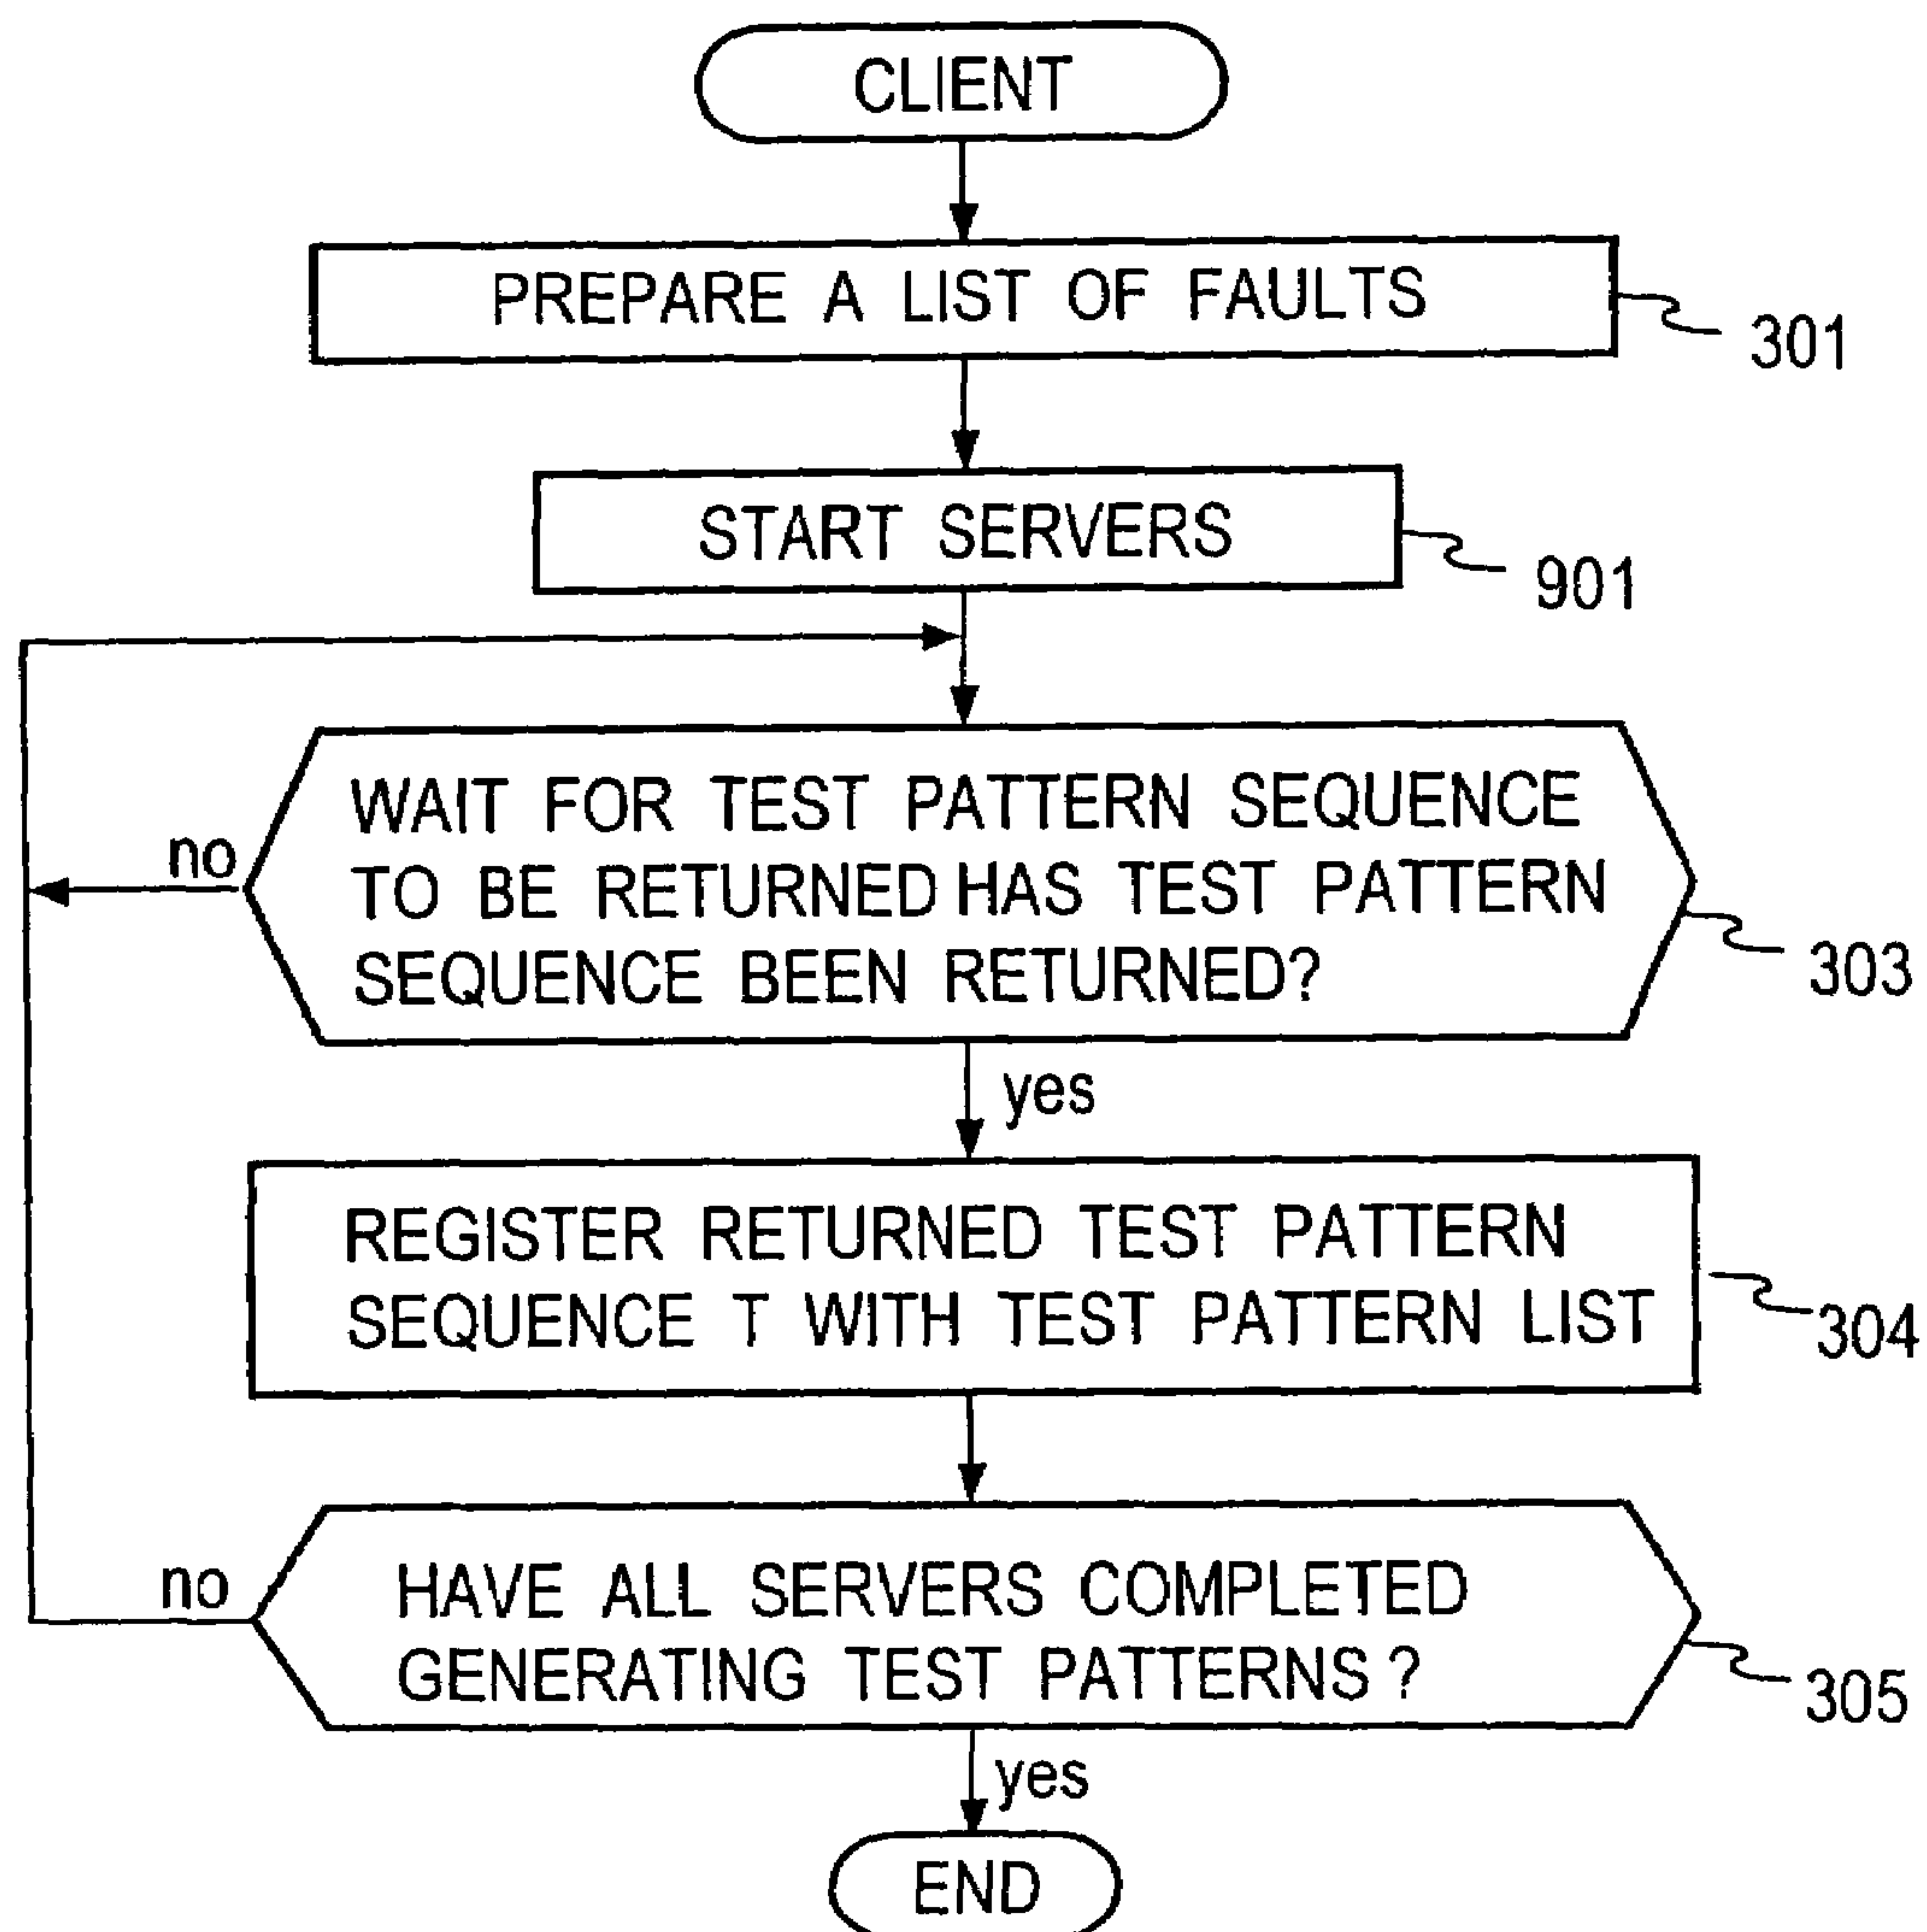 CLIENT
PREPARE A LIST OF FAULTS
301
START SERVERS
901
WAIT FOR TEST PATTERN SEQUENCE
no
TO BE RETURNED HAS TEST PATTERN
SEQUENCE BEEN RETURNED?
303
yes
REGISTER RETURNED TEST PATTERN
SEQUENCE T WITH TEST PATTERN LIST
304
no
HAVE ALL SERVERS COMPLETED
GENERATING TEST PATTERNS ?
305
yes
END